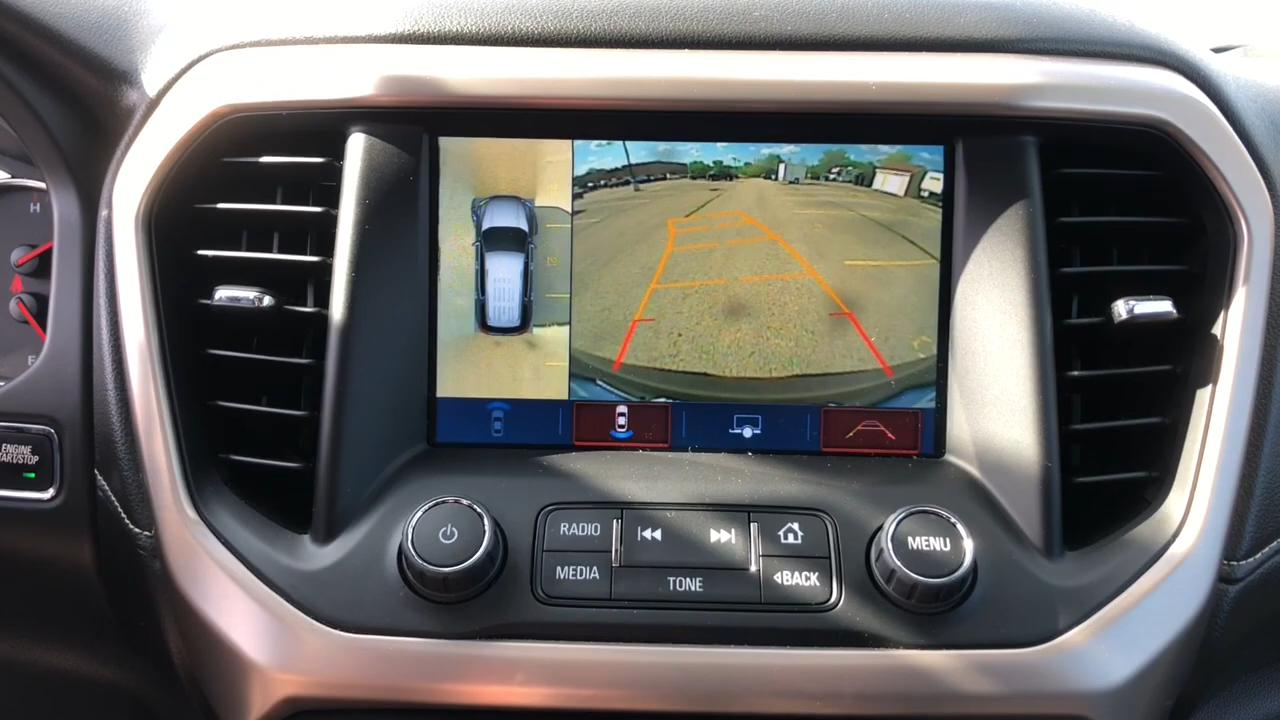 H
F
ENGINE
START/STOP
RADIO
MEDIA
TONE
BACK
MENU